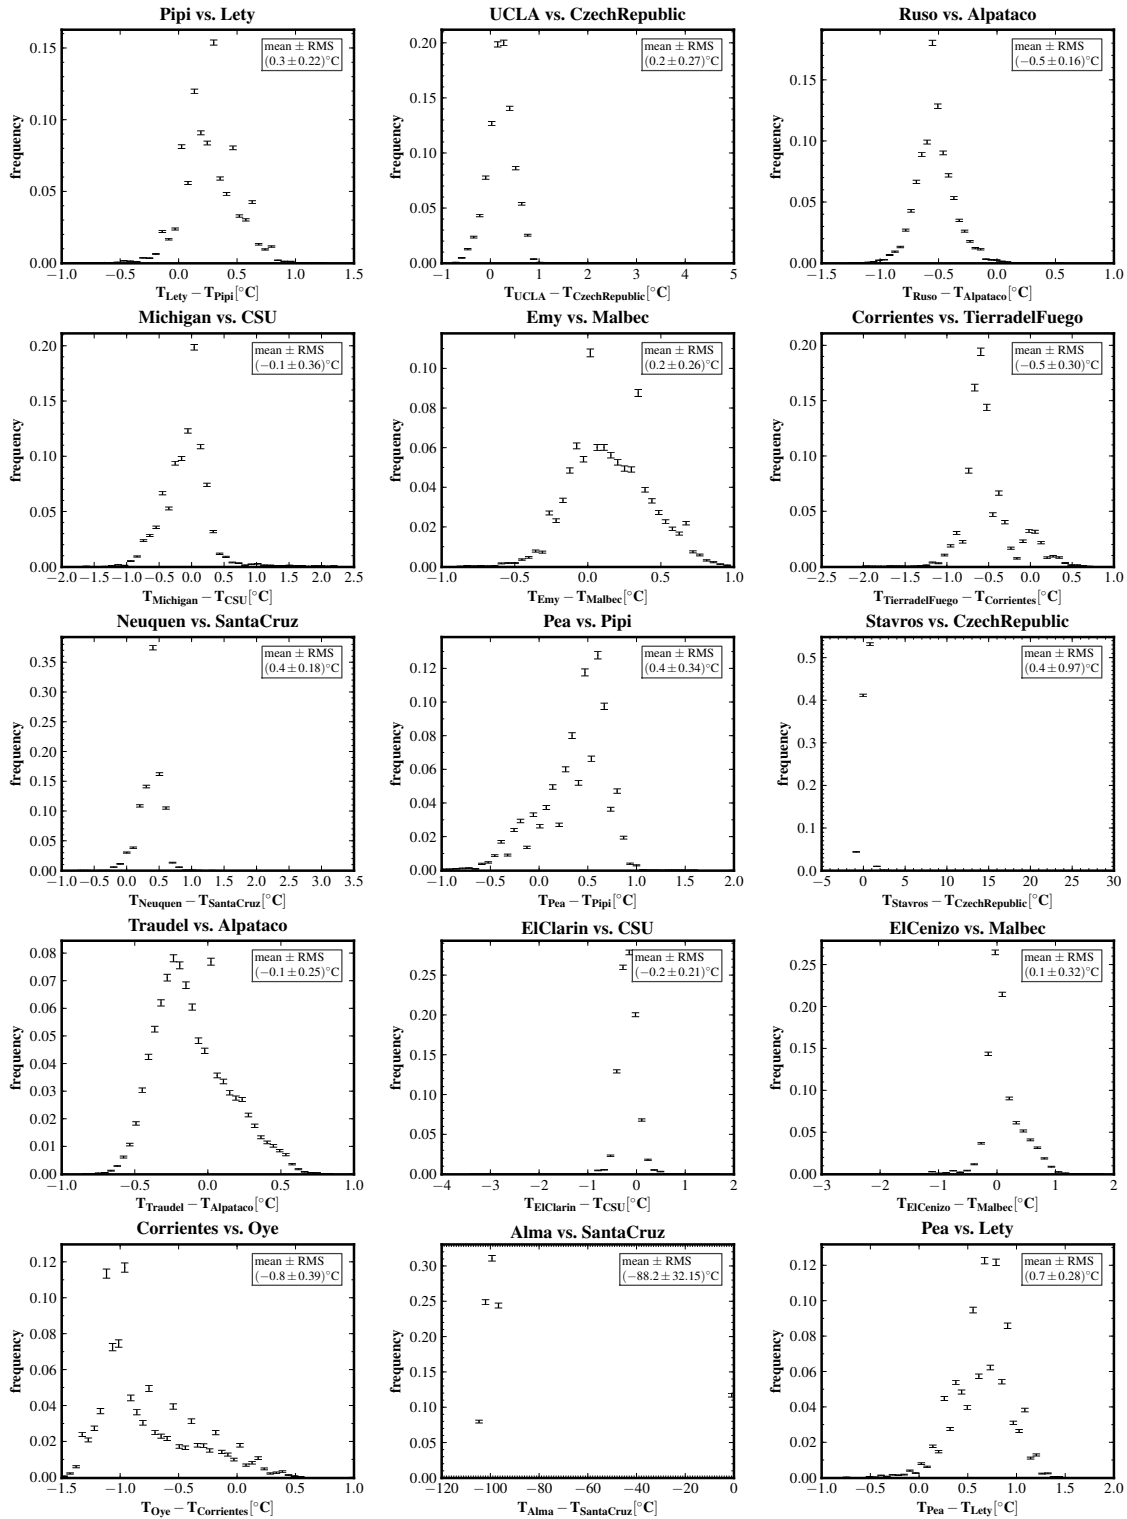 Pipi vs. Lety
mean ± RMS
(0.3±0.22)°C
frequency
0.15
0.10
0.05
0.00
−1.0 −0.5 0.0 0.5 1.0 1.5
T_Lety − T_Pipi[°C]
UCLA vs. CzechRepublic
mean ± RMS
(0.2±0.27)°C
frequency
0.20
0.15
0.10
0.05
0.00
−1 0 1 2 3 4 5
T_UCLA − T_CzechRepublic[°C]
Ruso vs. Alpataco
mean ± RMS
(−0.5±0.16)°C
frequency
0.15
0.10
0.05
0.00
−1.5 −1.0 −0.5 0.0 0.5 1.0
T_Ruso − T_Alpataco[°C]
Michigan vs. CSU
mean ± RMS
(−0.1±0.36)°C
frequency
0.20
0.15
0.10
0.05
0.00
−2.0 −1.5 −1.0 −0.5 0.0 0.5 1.0 1.5 2.0 2.5
T_Michigan − T_CSU[°C]
Emy vs. Malbec
mean ± RMS
(0.2±0.26)°C
frequency
0.10
0.08
0.06
0.04
0.02
0.00
−1.0 −0.5 0.0 0.5 1.0
T_Emy − T_Malbec[°C]
Corrientes vs. TierradelFuego
mean ± RMS
(−0.5±0.30)°C
frequency
0.20
0.15
0.10
0.05
0.00
−2.5 −2.0 −1.5 −1.0 −0.5 0.0 0.5 1.0
T_TierradelFuego − T_Corrientes[°C]
Neuquen vs. SantaCruz
mean ± RMS
(0.4±0.18)°C
frequency
0.35
0.30
0.25
0.20
0.15
0.10
0.05
0.00
−1.0 −0.5 0.0 0.5 1.0 1.5 2.0 2.5 3.0 3.5
T_Neuquen − T_SantaCruz[°C]
Pea vs. Pipi
mean ± RMS
(0.4±0.34)°C
frequency
0.12
0.10
0.08
0.06
0.04
0.02
0.00
−1.0 −0.5 0.0 0.5 1.0 1.5 2.0
T_Pea − T_Pipi[°C]
Stavros vs. CzechRepublic
mean ± RMS
(0.4±0.97)°C
frequency
0.5
0.4
0.3
0.2
0.1
0.0
−5 0 5 10 15 20 25 30
T_Stavros − T_CzechRepublic[°C]
Traudel vs. Alpataco
mean ± RMS
(−0.1±0.25)°C
frequency
0.08
0.07
0.06
0.05
0.04
0.03
0.02
0.01
0.00
−1.0 −0.5 0.0 0.5 1.0
T_Traudel − T_Alpataco[°C]
ElClarin vs. CSU
mean ± RMS
(−0.2±0.21)°C
frequency
0.25
0.20
0.15
0.10
0.05
0.00
−4 −3 −2 −1 0 1 2
T_ElClarin − T_CSU[°C]
ElCenizo vs. Malbec
mean ± RMS
(0.1±0.32)°C
frequency
0.25
0.20
0.15
0.10
0.05
0.00
−3 −2 −1 0 1 2
T_ElCenizo − T_Malbec[°C]
Corrientes vs. Oye
mean ± RMS
(−0.8±0.39)°C
frequency
0.12
0.10
0.08
0.06
0.04
0.02
0.00
−1.5 −1.0 −0.5 0.0 0.5 1.0
T_Oye − T_Corrientes[°C]
Alma vs. SantaCruz
mean ± RMS
(−88.2±32.15)°C
frequency
0.30
0.25
0.20
0.15
0.10
0.05
0.00
−120 −100 −80 −60 −40 −20 0
T_Alma − T_SantaCruz[°C]
Pea vs. Lety
mean ± RMS
(0.7±0.28)°C
frequency
0.12
0.10
0.08
0.06
0.04
0.02
0.00
−1.0 −0.5 0.0 0.5 1.0 1.5 2.0
T_Pea − T_Lety[°C]